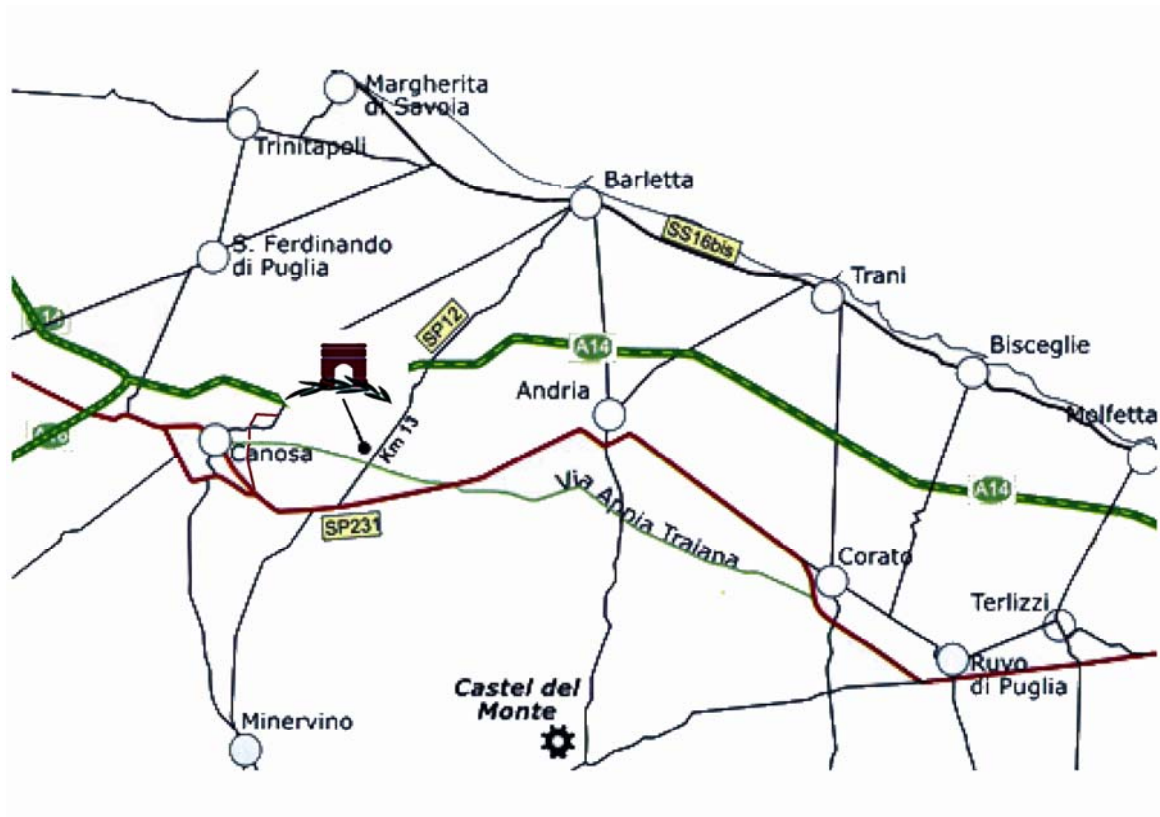 Margherita
di Savoia
Trinitapoli
Barletta
SS16bis
S. Ferdinando
di Puglia
Trani
A14
SP12
A14
Bisceglie
Andria
Molfetta
Km 13
Canosa
Via Appia Traiana
A14
SP231
Corato
Terlizzi
Ruvo
di Puglia
Castel del
Monte
Minervino